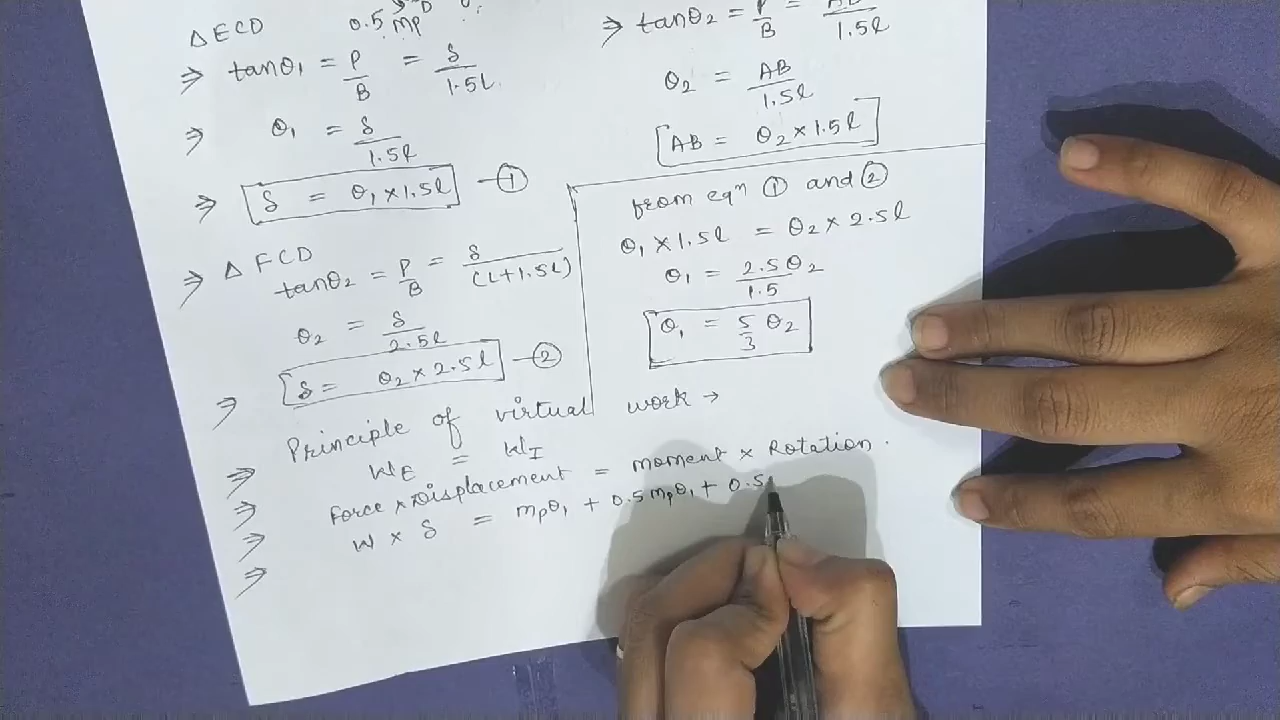 △ ECD 0.5 mp
⇒ tanθ₁ = P/B = δ/1.5l
⇒ θ₁ = δ/1.5l
⇒ δ = θ₁ × 1.5l —①
⇒ △ FCD
tanθ₂ = P/B = δ/(l+1.5l)
θ₂ = δ/2.5l
⇒ δ = θ₂ × 2.5l —②
⇒ tanθ₂ = P/B = AB/1.5l
θ₂ = AB/1.5l
[AB = θ₂ × 1.5l]
from eqⁿ ① and ②
θ₁ × 1.5l = θ₂ × 2.5l
θ₁ = 2.5θ₂/1.5
θ₁ = 5/3 θ₂
⇒ Principle of virtual work →
⇒ WE = WI
⇒ Force × Displacement = moment × Rotation.
⇒ W × δ = mpθ₁ + 0.5mpθ₁ + 0.5